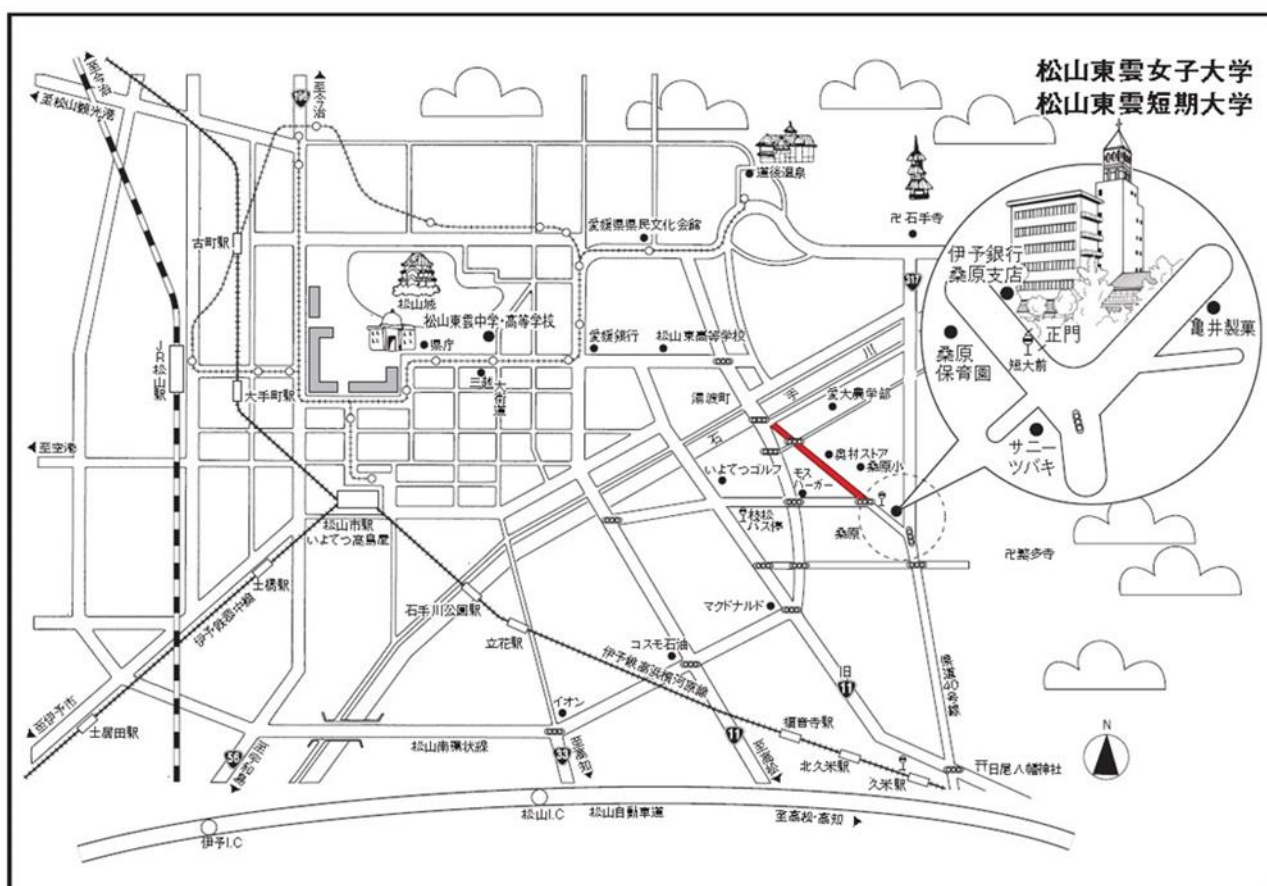 松山東雲女子大学
松山東雲短期大学
至今治
至松山観光港
196
至今治
道後温泉
卍石手寺
愛媛県県民文化会館
古町駅
317
伊予銀行
桑原支店
松山城
松山東雲中学・高等学校
正門
亀井製菓
県庁
愛媛銀行
松山東高等学校
桑原
保育園
短大前
JR松山駅
三越
大街道
川
手
石
湯渡町
愛大農学部
大手町駅
サニー
ツバキ
至空港
奥村ストア
桑原小
いよてつゴルフ
モス
バーガー
松山市駅
いよてつ高島屋
枝松
バス停
桑原
卍繁多寺
土橋駅
石手川公園駅
マクドナルド
伊予鉄郡中線
立花駅
コスモ石油
伊予鉄高浜横河原線
旧
11
県道40号線
至伊予市
イオン
土居田駅
松山南環状線
福音寺駅
N
56
33
11
北久米駅
久米駅
日尾八幡神社
松山I.C
松山自動車道
至高松・高知
伊予I.C